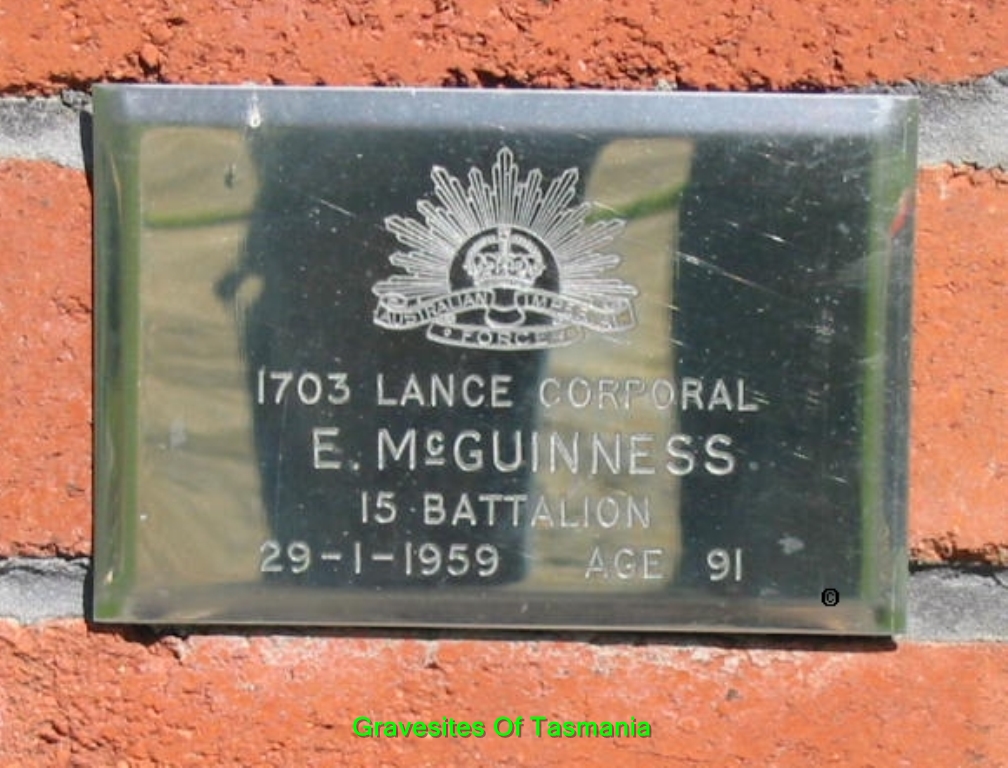 AUSTRALIAN IMPERIAL
FORCE
1703 LANCE CORPORAL
E. McGUINNESS
15 BATTALION
29-1-1959 AGE 91
©
Gravesites Of Tasmania